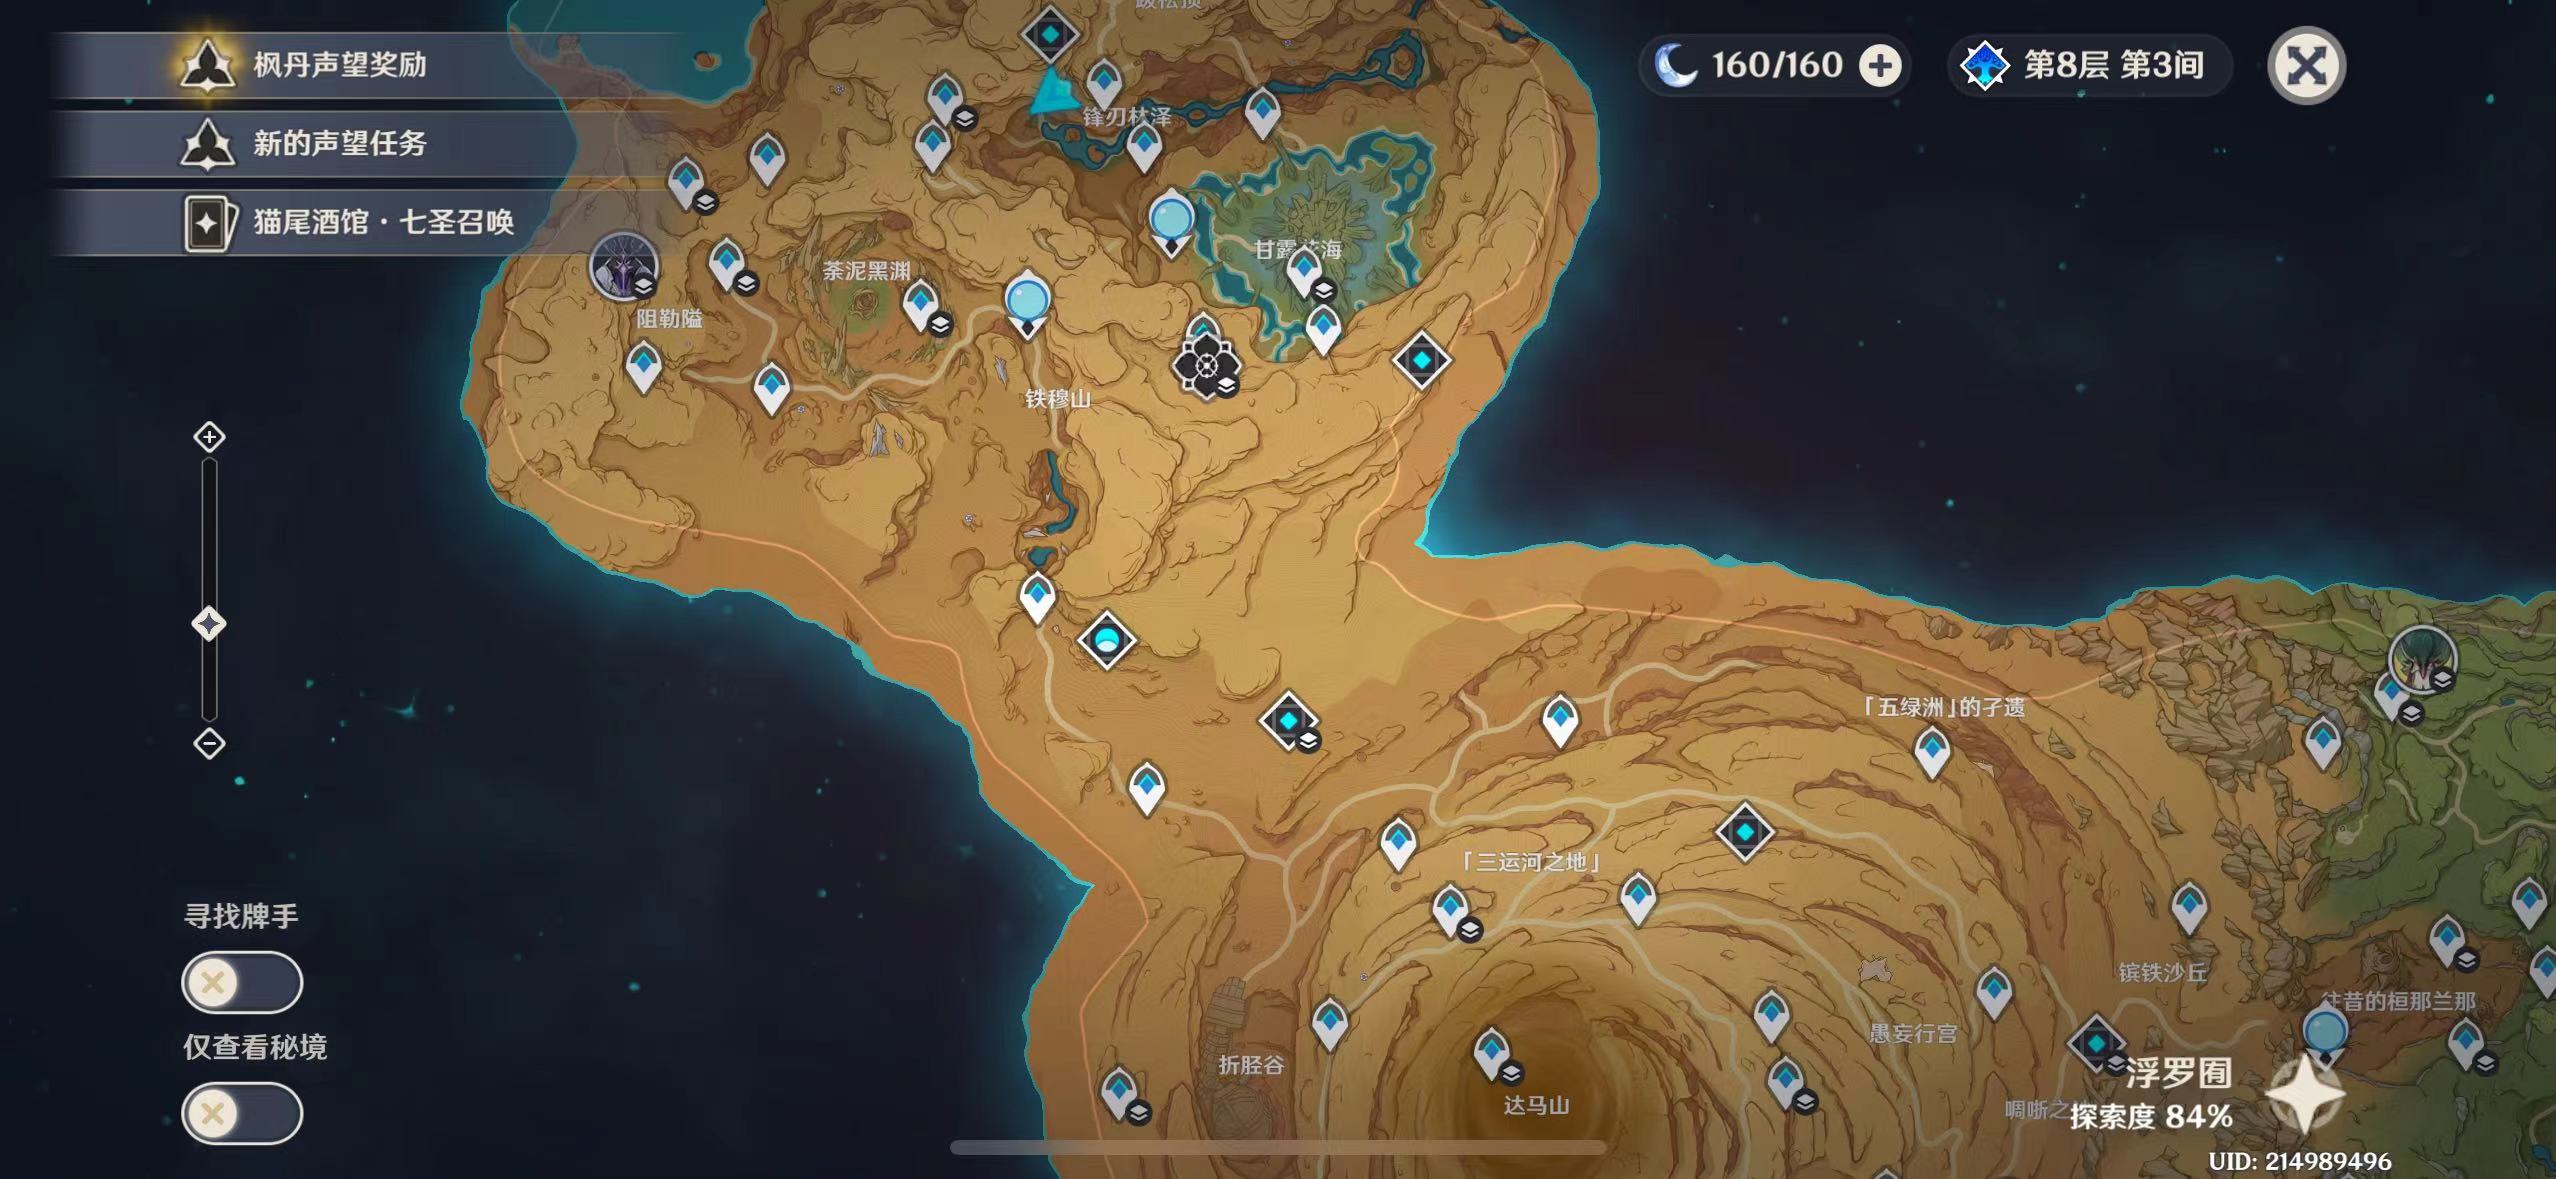 枫丹声望奖励
新的声望任务
猫尾酒馆·七圣召唤
160/160
第8层 第3间
锋刃林泽
甘露花海
荼泥黑渊
阻勒隘
铁穆山
「五绿洲」的孑遗
「三运河之地」
寻找牌手
仅查看秘境
镔铁沙丘
往昔的桓那兰那
愚妄行宫
折胫谷
达马山
浮罗囿
探索度 84%
UID: 214989496